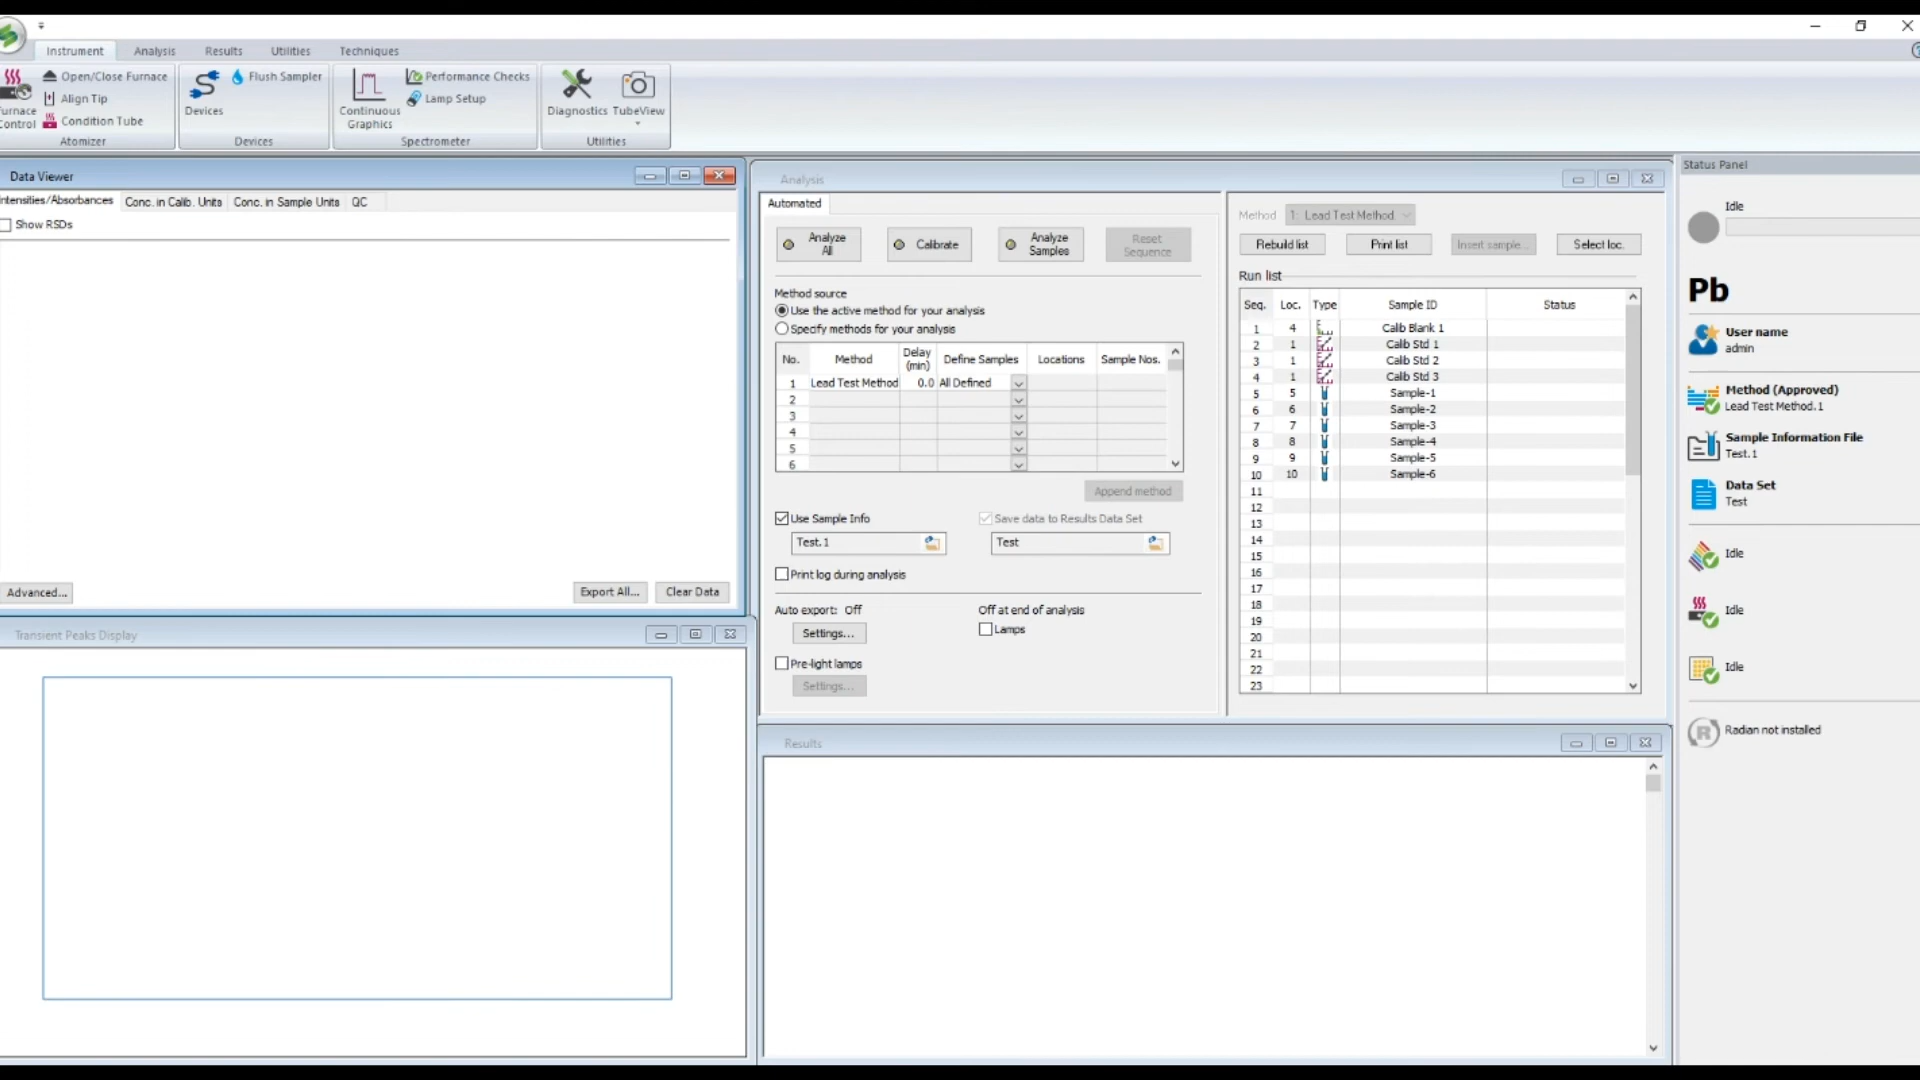 Instrument Analysis Results Utilities Techniques
Open/Close Furnace
Align Tip
Condition Tube
Atomizer
Devices
Flush Sampler
Devices
Continuous
Graphics
Performance Checks
Lamp Setup
Spectrometer
Diagnostics TubeView
Utilities
Data Viewer
Conc. in Calib. Units Conc. in Sample Units QC
Show RSDs
Advanced... Export All... Clear Data
Transient Peaks Display
Analysis
Automated
Analyze
All
Calibrate
Analyze
Samples
Reset
Sequence
Method source
Use the active method for your analysis
Specify methods for your analysis
No. Method Delay (min) Define Samples Locations Sample Nos.
1 Lead Test Method 0.0 All Defined
2
3
4
5
6
Append method
Use Sample Info Save data to Results Data Set
Test.1 Test
Print log during analysis
Auto export: Off Off at end of analysis
Settings... Lamps
Pre-light lamps
Settings...
Method 1: Lead Test Method
Rebuild list Print list Insert sample... Select loc.
Run list
Seq. Loc. Type Sample ID Status
1 4 Calib Blank 1
2 1 Calib Std 1
3 1 Calib Std 2
4 1 Calib Std 3
5 5 Sample-1
6 6 Sample-2
7 7 Sample-3
8 8 Sample-4
9 9 Sample-5
10 10 Sample-6
11
12
13
14
15
16
17
18
19
20
21
22
23
Results
Status Panel
Idle
Pb
User name
admin
Method (Approved)
Lead Test Method.1
Sample Information File
Test.1
Data Set
Test
Idle
Idle
Idle
R Radian not installed